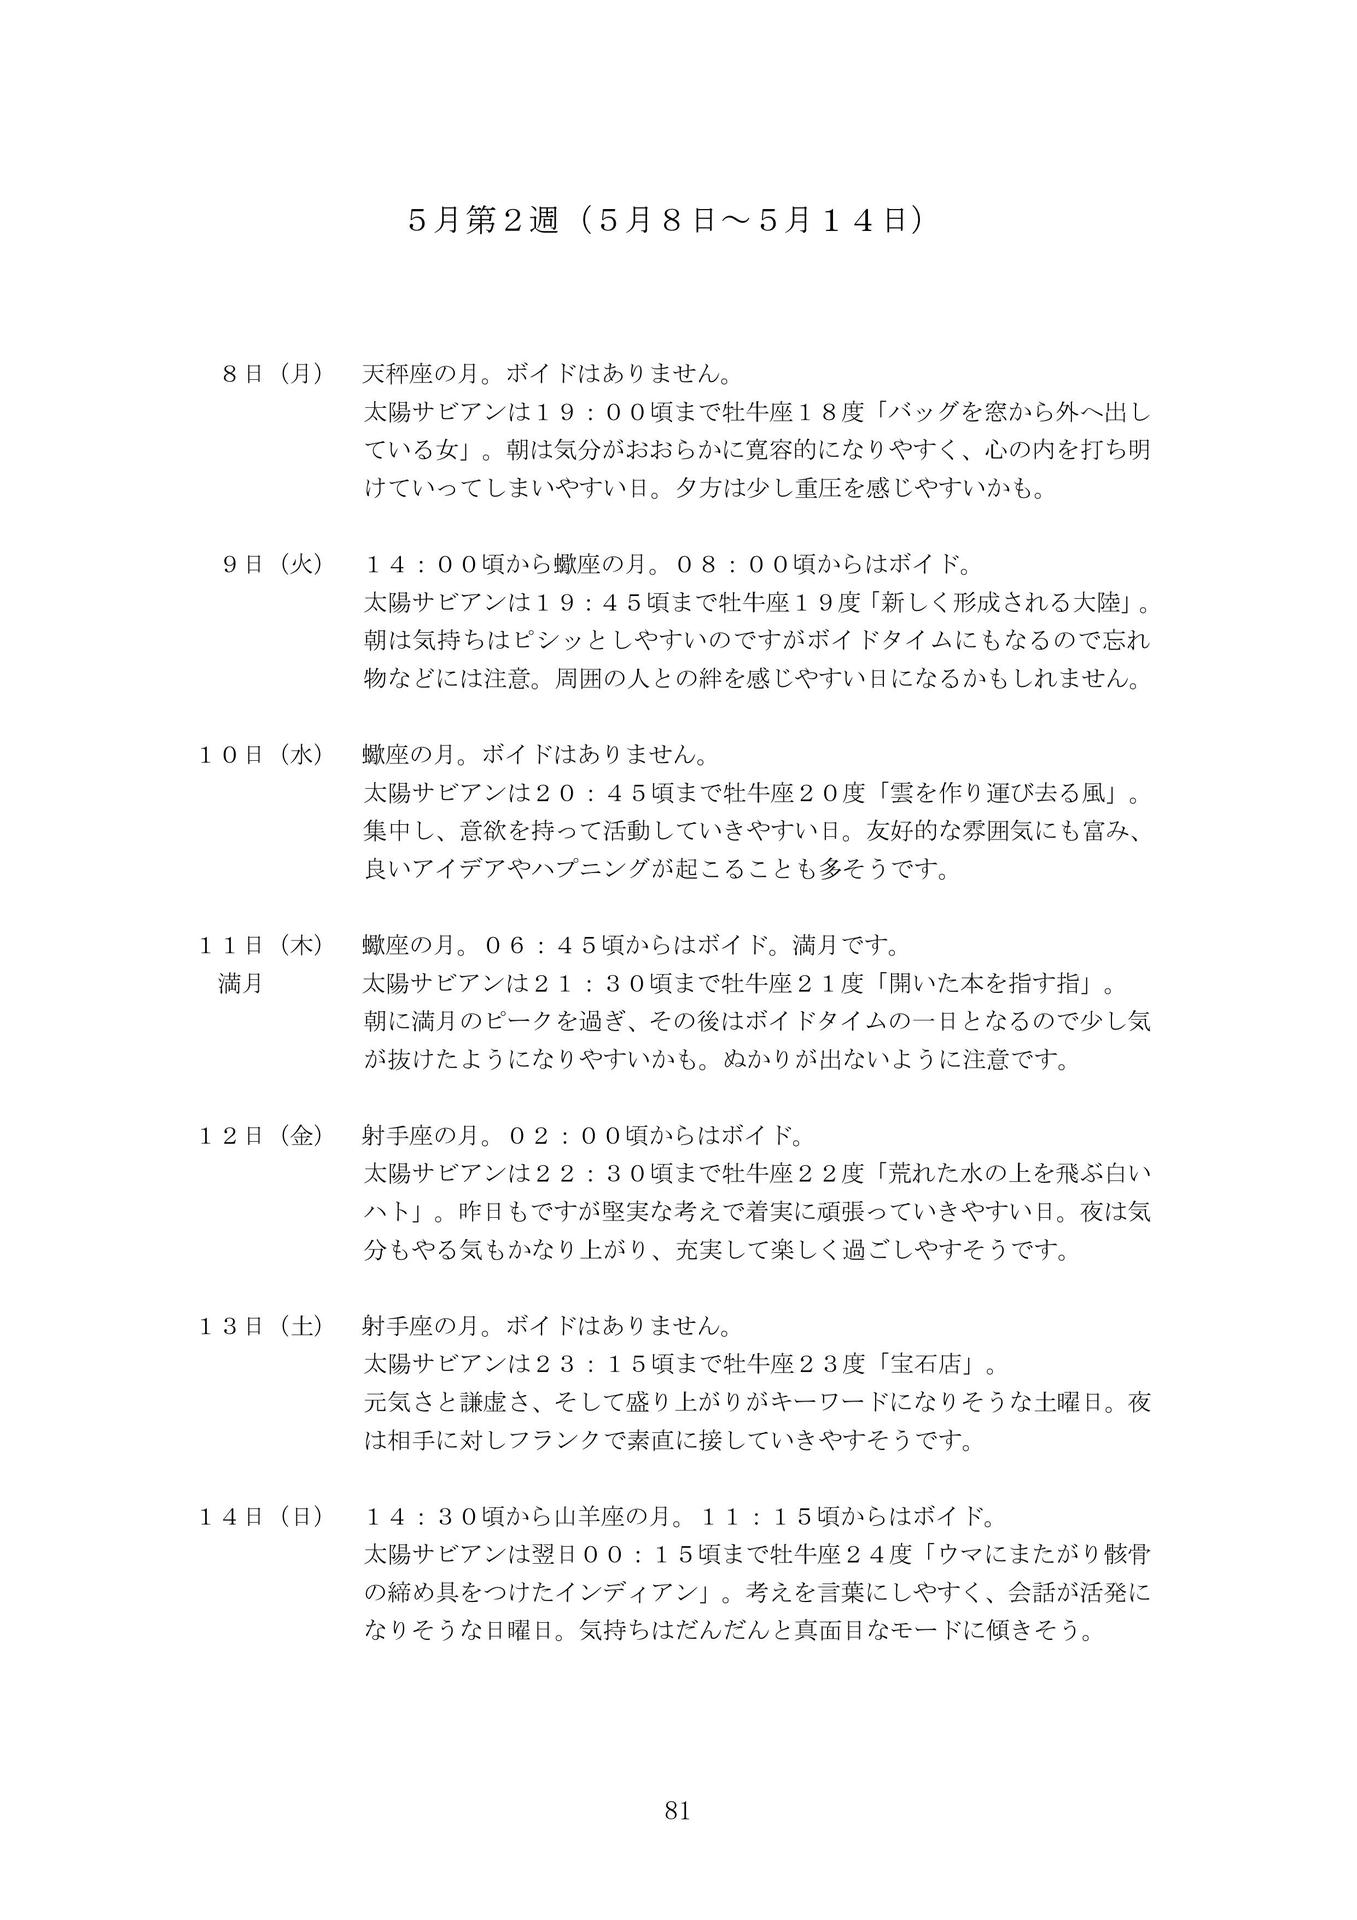 ５月第２週（５月８日～５月１４日）
８日（月）　天秤座の月。ボイドはありません。
太陽サビアンは１９：００頃まで牡牛座１８度「バッグを窓から外へ出し
ている女」。朝は気分がおおらかに寛容的になりやすく、心の内を打ち明
けていってしまいやすい日。夕方は少し重圧を感じやすいかも。
９日（火）　１４：００頃から蠍座の月。０８：００頃からはボイド。
太陽サビアンは１９：４５頃まで牡牛座１９度「新しく形成される大陸」。
朝は気持ちはピシッとしやすいのですがボイドタイムにもなるので忘れ
物などには注意。周囲の人との絆を感じやすい日になるかもしれません。
１０日（水）　蠍座の月。ボイドはありません。
太陽サビアンは２０：４５頃まで牡牛座２０度「雲を作り運び去る風」。
集中し、意欲を持って活動していきやすい日。友好的な雰囲気にも富み、
良いアイデアやハプニングが起こることも多そうです。
１１日（木）　蠍座の月。０６：４５頃からはボイド。満月です。
満月　太陽サビアンは２１：３０頃まで牡牛座２１度「開いた本を指す指」。
朝に満月のピークを過ぎ、その後はボイドタイムの一日となるので少し気
が抜けたようになりやすいかも。ぬかりが出ないように注意です。
１２日（金）　射手座の月。０２：００頃からはボイド。
太陽サビアンは２２：３０頃まで牡牛座２２度「荒れた水の上を飛ぶ白い
ハト」。昨日もですが堅実な考えで着実に頑張っていきやすい日。夜は気
分もやる気もかなり上がり、充実して楽しく過ごしやすそうです。
１３日（土）　射手座の月。ボイドはありません。
太陽サビアンは２３：１５頃まで牡牛座２３度「宝石店」。
元気さと謙虚さ、そして盛り上がりがキーワードになりそうな土曜日。夜
は相手に対しフランクで素直に接していきやすそうです。
１４日（日）　１４：３０頃から山羊座の月。１１：１５頃からはボイド。
太陽サビアンは翌日００：１５頃まで牡牛座２４度「ウマにまたがり骸骨
の締め具をつけたインディアン」。考えを言葉にしやすく、会話が活発に
なりそうな日曜日。気持ちはだんだんと真面目なモードに傾きそう。
81